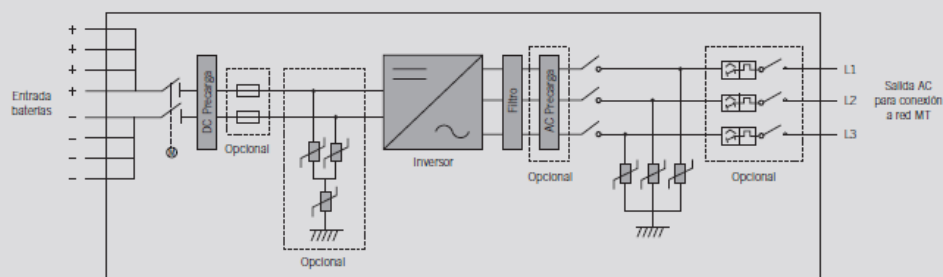 +
+
+
+
−
−
−
−
Entrada
baterías
DC Precarga
Opcional
Opcional
Inversor
Filtro
AC Precarga
Opcional
Opcional
L1
L2
L3
Salida AC
para conexión
a red MT